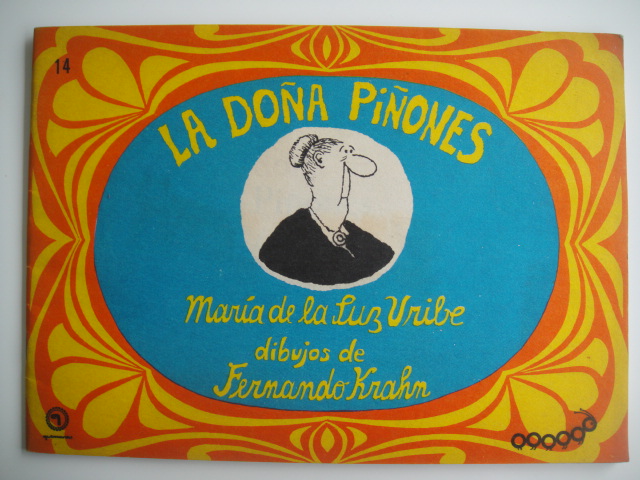 14
LA DOÑA PiÑONES
María de la Luz Uribe
dibujos de
Fernando Krahn